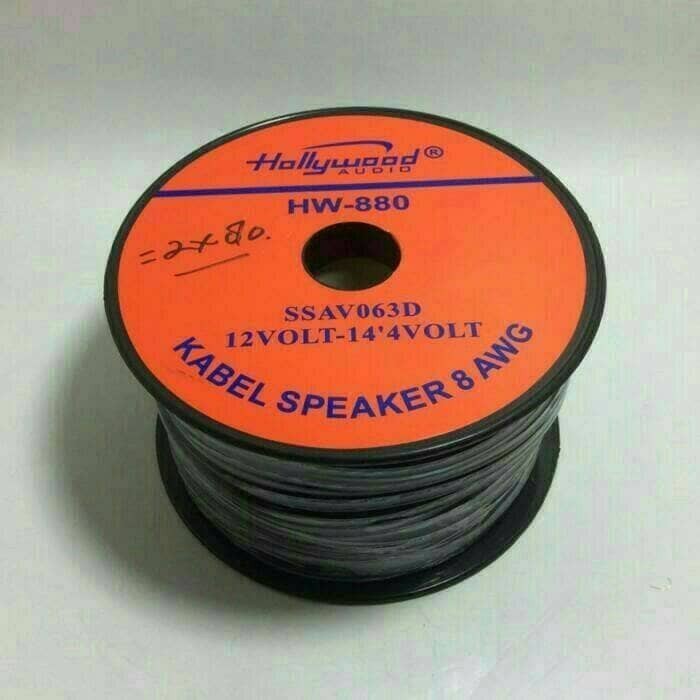 Hollywood®
AUDIO
HW-880
=2x80.
SSAV063D
12VOLT-14'4VOLT
KABEL SPEAKER 8 AWG